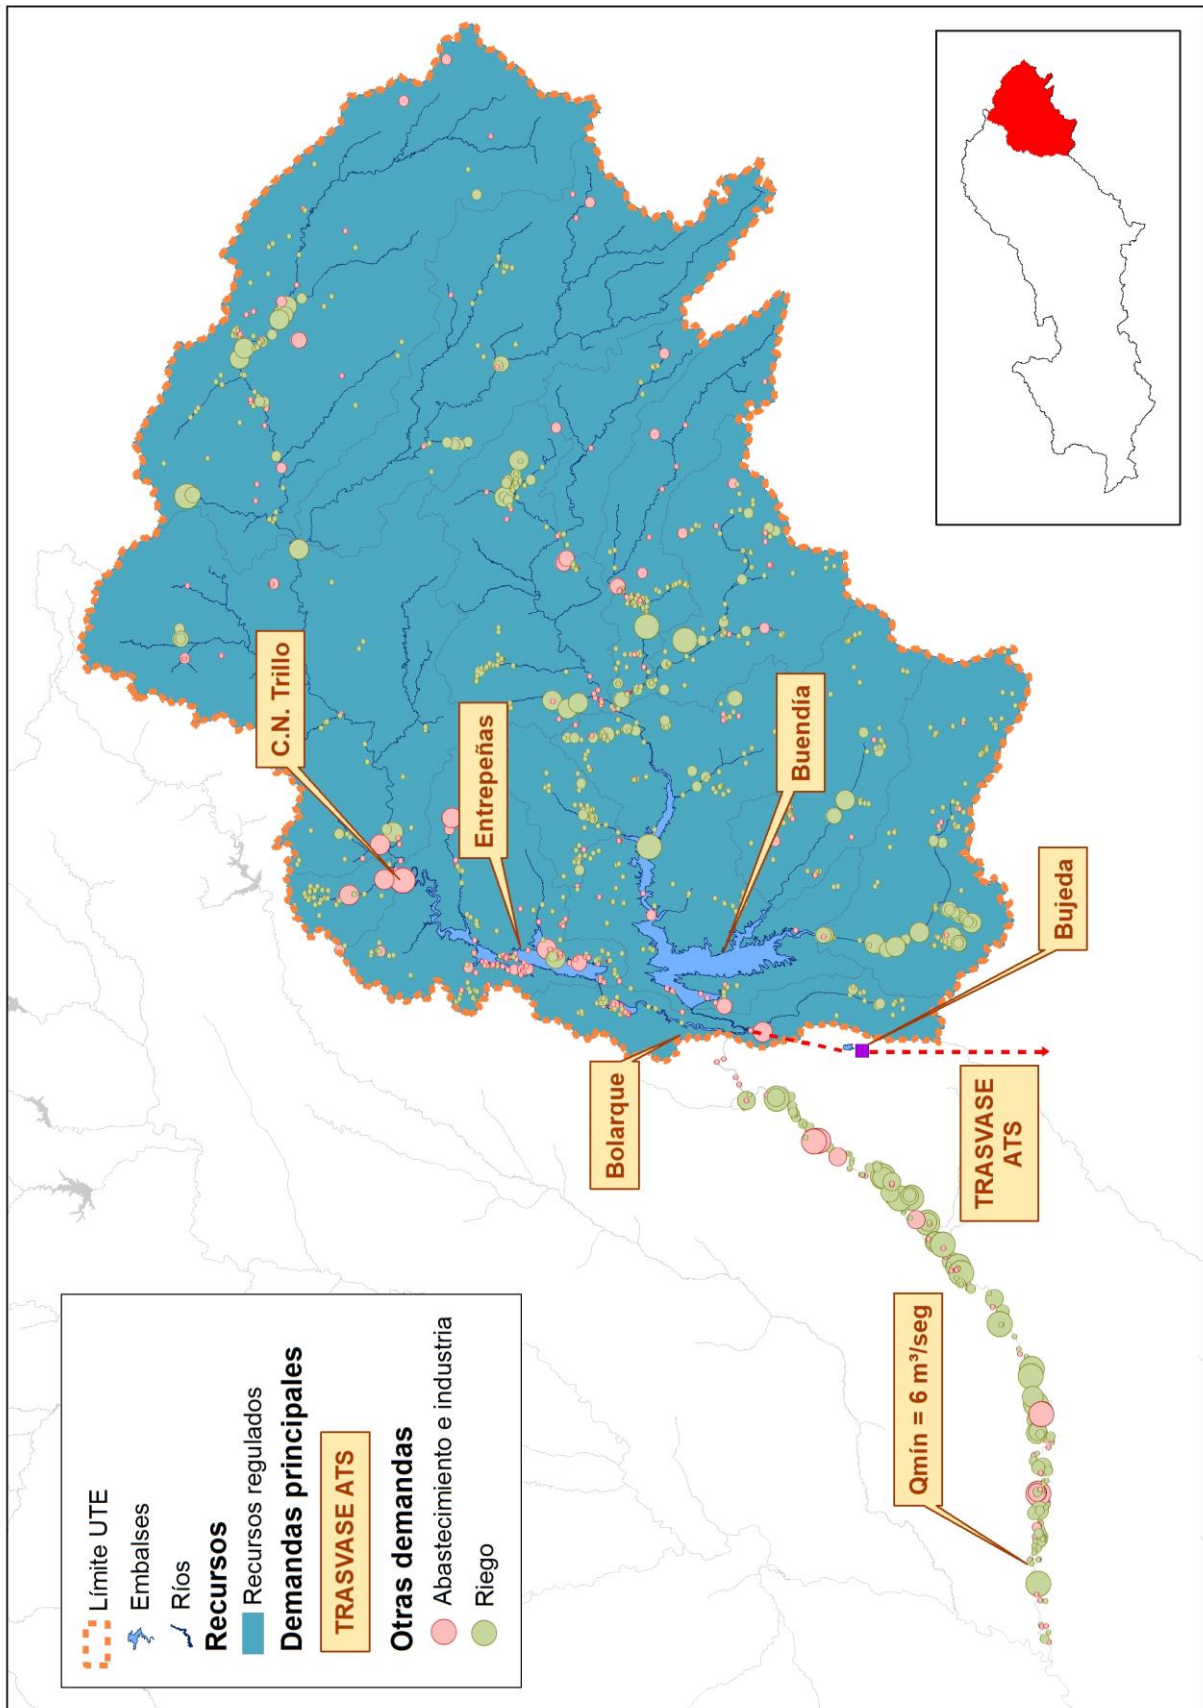 Límite UTE
Embalses
Ríos
Recursos
Recursos regulados
Demandas principales
TRASVASE ATS
Otras demandas
Abastecimiento e industria
Riego
C.N. Trillo
Entrepeñas
Buendía
Bolarque
Bujeda
TRASVASE
ATS
Qmín = 6 m³/seg